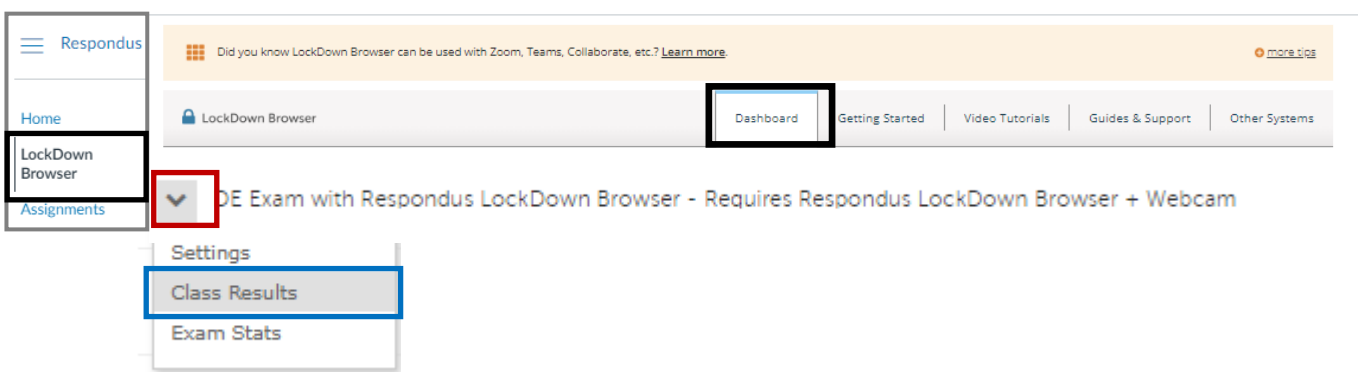 Respondus
Did you know LockDown Browser can be used with Zoom, Teams, Collaborate, etc.? Learn more.
more tips
Home
LockDown Browser
Dashboard
Getting Started
Video Tutorials
Guides & Support
Other Systems
LockDown
Browser
Assignments
DE Exam with Respondus LockDown Browser - Requires Respondus LockDown Browser + Webcam
Settings
Class Results
Exam Stats